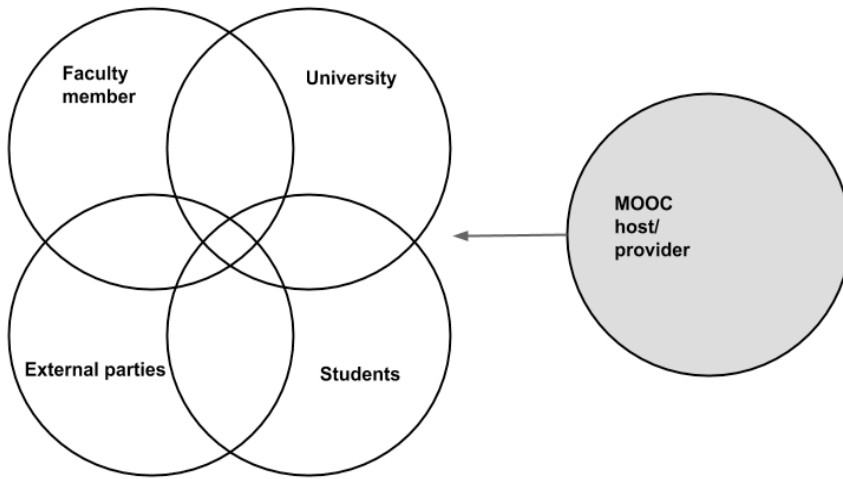 Faculty
member
University
MOOC
host/
provider
External parties
Students